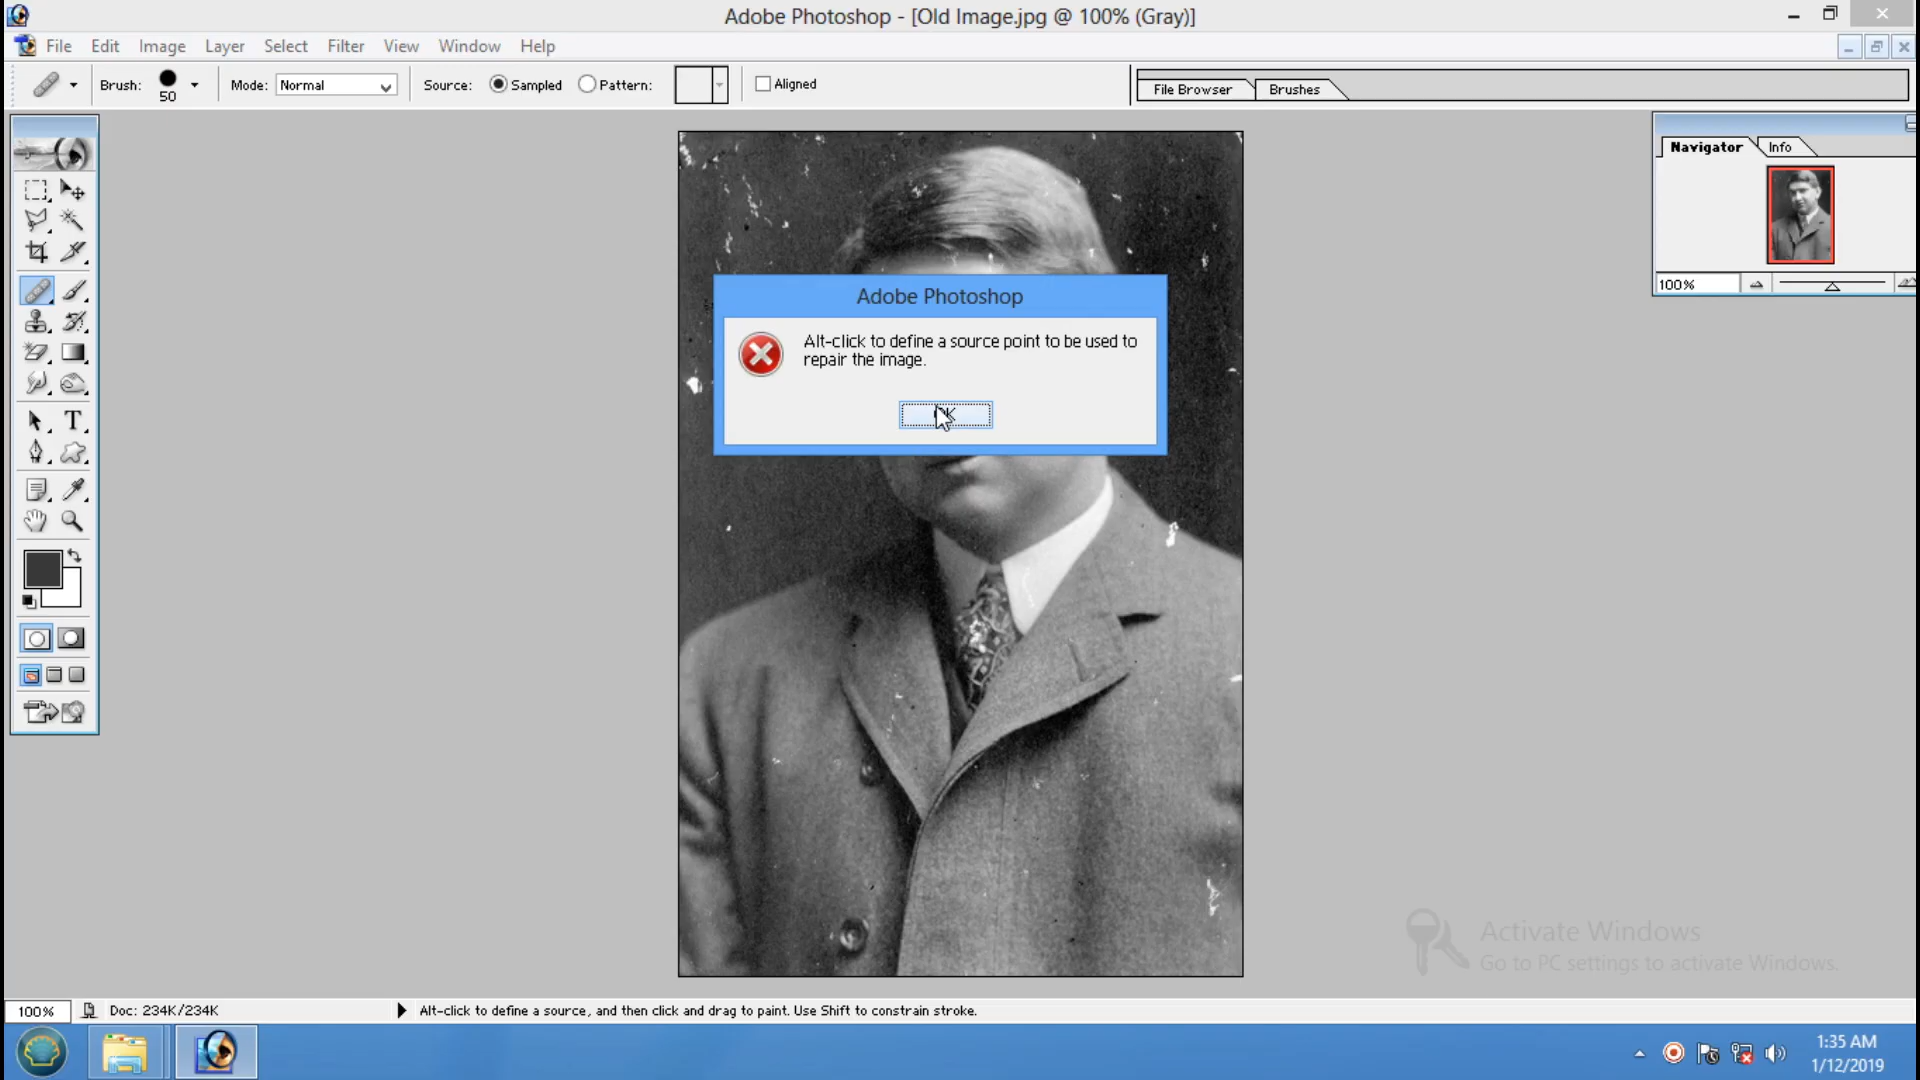 Adobe Photoshop - [Old Image.jpg @ 100% (Gray)]
File Edit Image Layer Select Filter View Window Help
Brush: 50 Mode: Normal Source: Sampled Pattern: Aligned File Browser Brushes
Navigator Info
100%
Adobe Photoshop
Alt-click to define a source point to be used to
repair the image.
OK
T
Activate Windows
Go to PC settings to activate Windows.
100% Doc: 234K/234K Alt-click to define a source, and then click and drag to paint. Use Shift to constrain stroke.
1:35 AM
1/12/2019